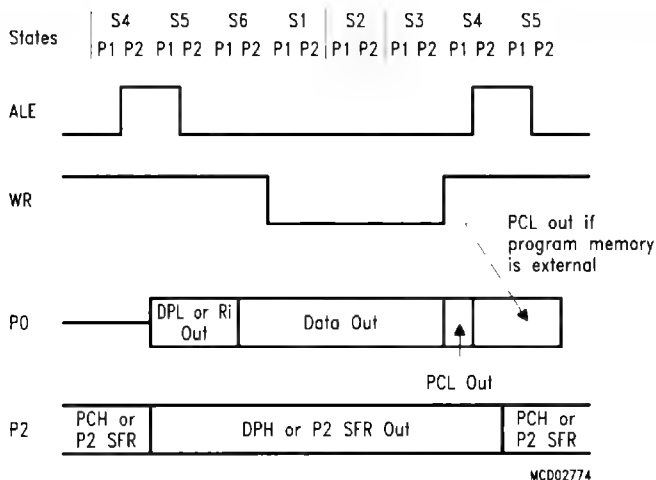 States
S4 S5 S6 S1 S2 S3 S4 S5
P1 P2 P1 P2 P1 P2 P1 P2 P1 P2 P1 P2 P1 P2 P1 P2
ALE
WR
PCL out if
program memory
is external
P0
DPL or Ri
Out
Data Out
PCL Out
P2
PCH or
P2 SFR
DPH or P2 SFR Out
PCH or
P2 SFR
MCD02774